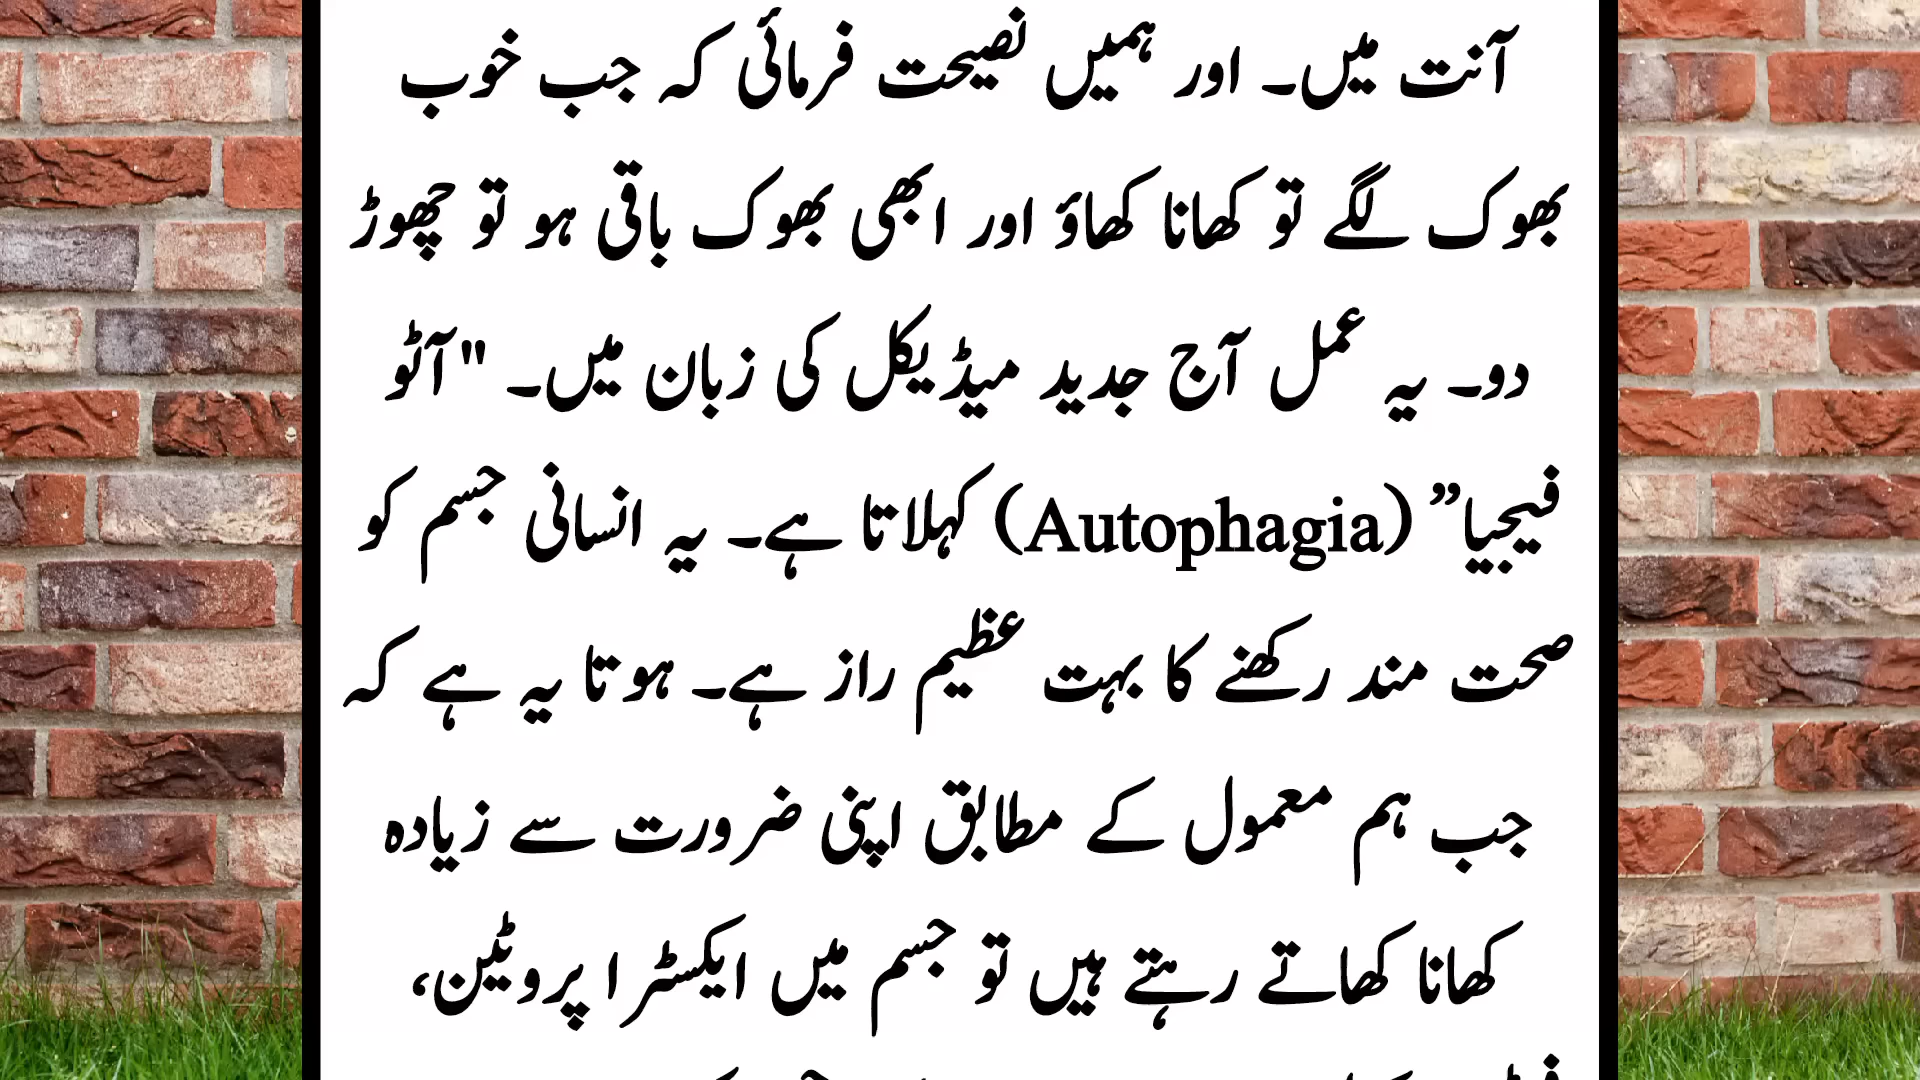 آنت میں۔ اور ہمیں نصیحت فرمائی کہ جب خوب
بھوک لگے تو کھانا کھاؤ اور ابھی بھوک باقی ہو تو چھوڑ
دو۔ یہ عمل آج جدید میڈیکل کی زبان میں۔ "آٹو
فیجیا” (Autophagia) کہلاتا ہے۔ یہ انسانی جسم کو
صحت مند رکھنے کا بہت عظیم راز ہے۔ ہوتا یہ ہے کہ
جب ہم معمول کے مطابق اپنی ضرورت سے زیادہ
کھانا کھاتے رہتے ہیں تو جسم میں ایکسٹرا پروٹین،